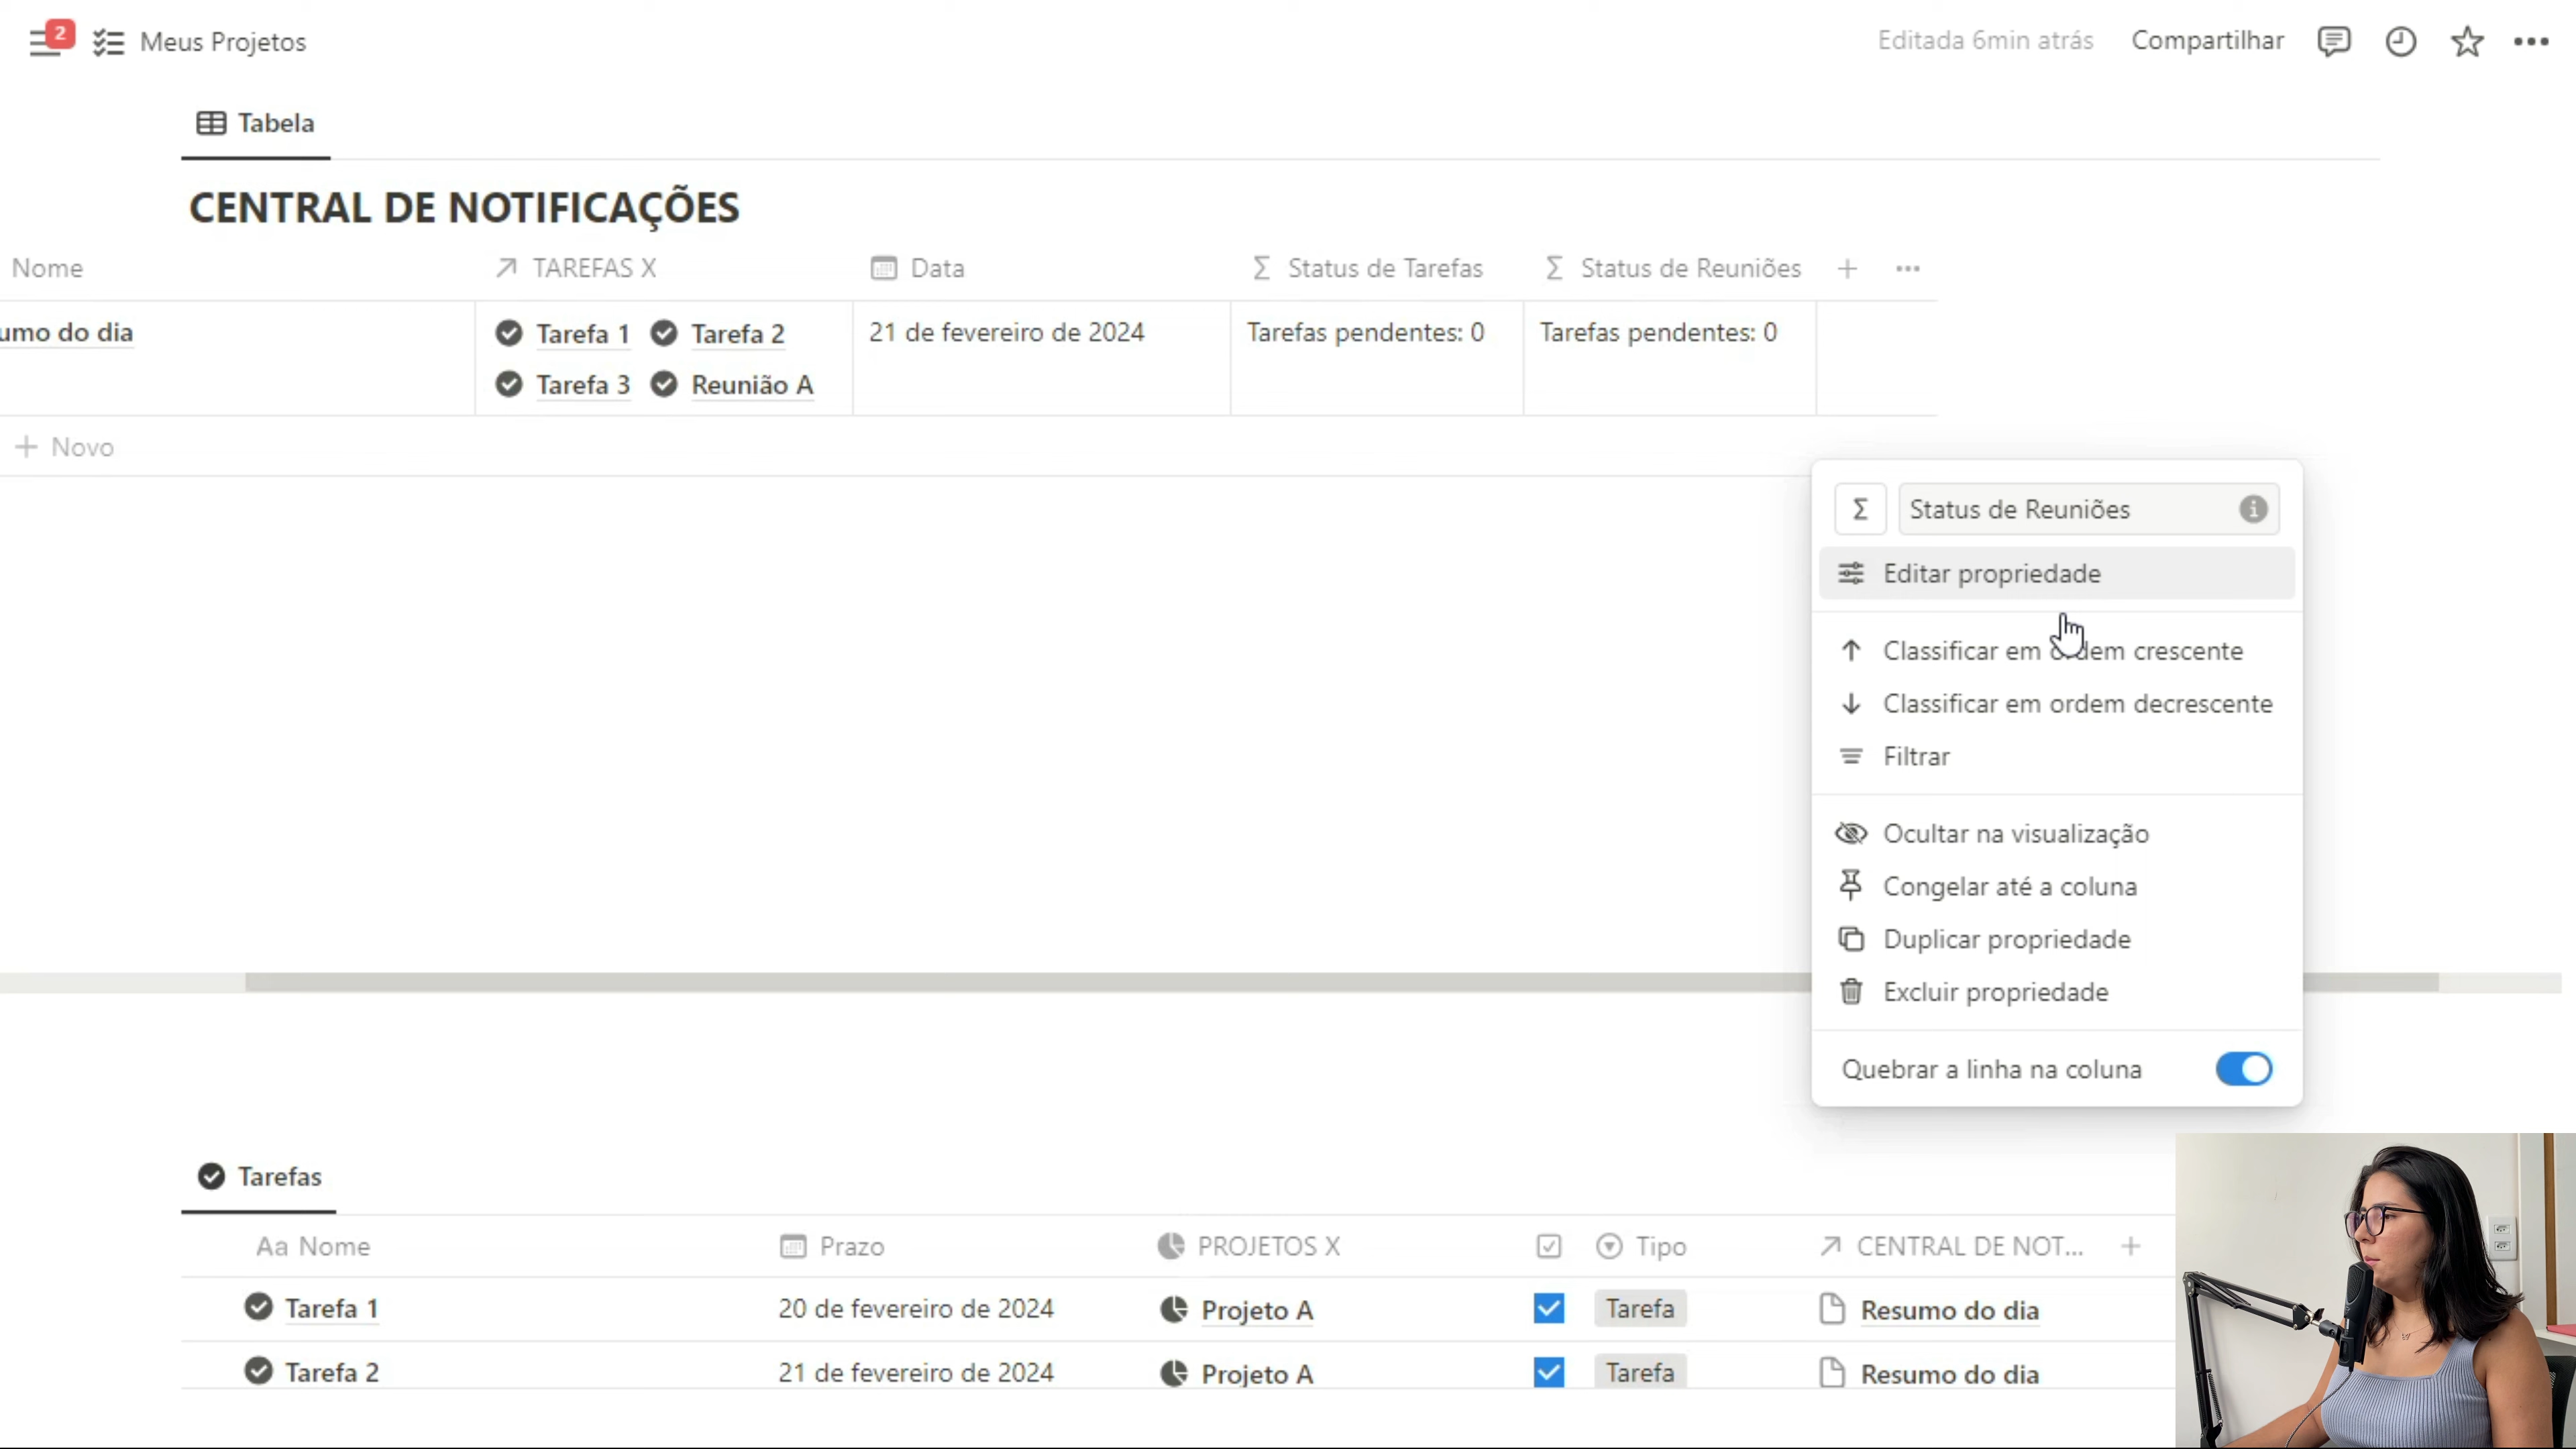 2
Meus Projetos
Editada 6min atrás
Compartilhar
Tabela
CENTRAL DE NOTIFICAÇÕES
Nome
TAREFAS X
Data
Σ Status de Tarefas
Σ Status de Reuniões
umo do dia
Tarefa 1
Tarefa 2
21 de fevereiro de 2024
Tarefas pendentes: 0
Tarefas pendentes: 0
Tarefa 3
Reunião A
+ Novo
Σ Status de Reuniões
Editar propriedade
Classificar em ordem crescente
Classificar em ordem decrescente
Filtrar
Ocultar na visualização
Congelar até a coluna
Duplicar propriedade
Excluir propriedade
Quebrar a linha na coluna
Tarefas
Aa Nome
Prazo
PROJETOS X
Tipo
CENTRAL DE NOT...
Tarefa 1
20 de fevereiro de 2024
Projeto A
Tarefa
Resumo do dia
Tarefa 2
21 de fevereiro de 2024
Projeto A
Tarefa
Resumo do dia